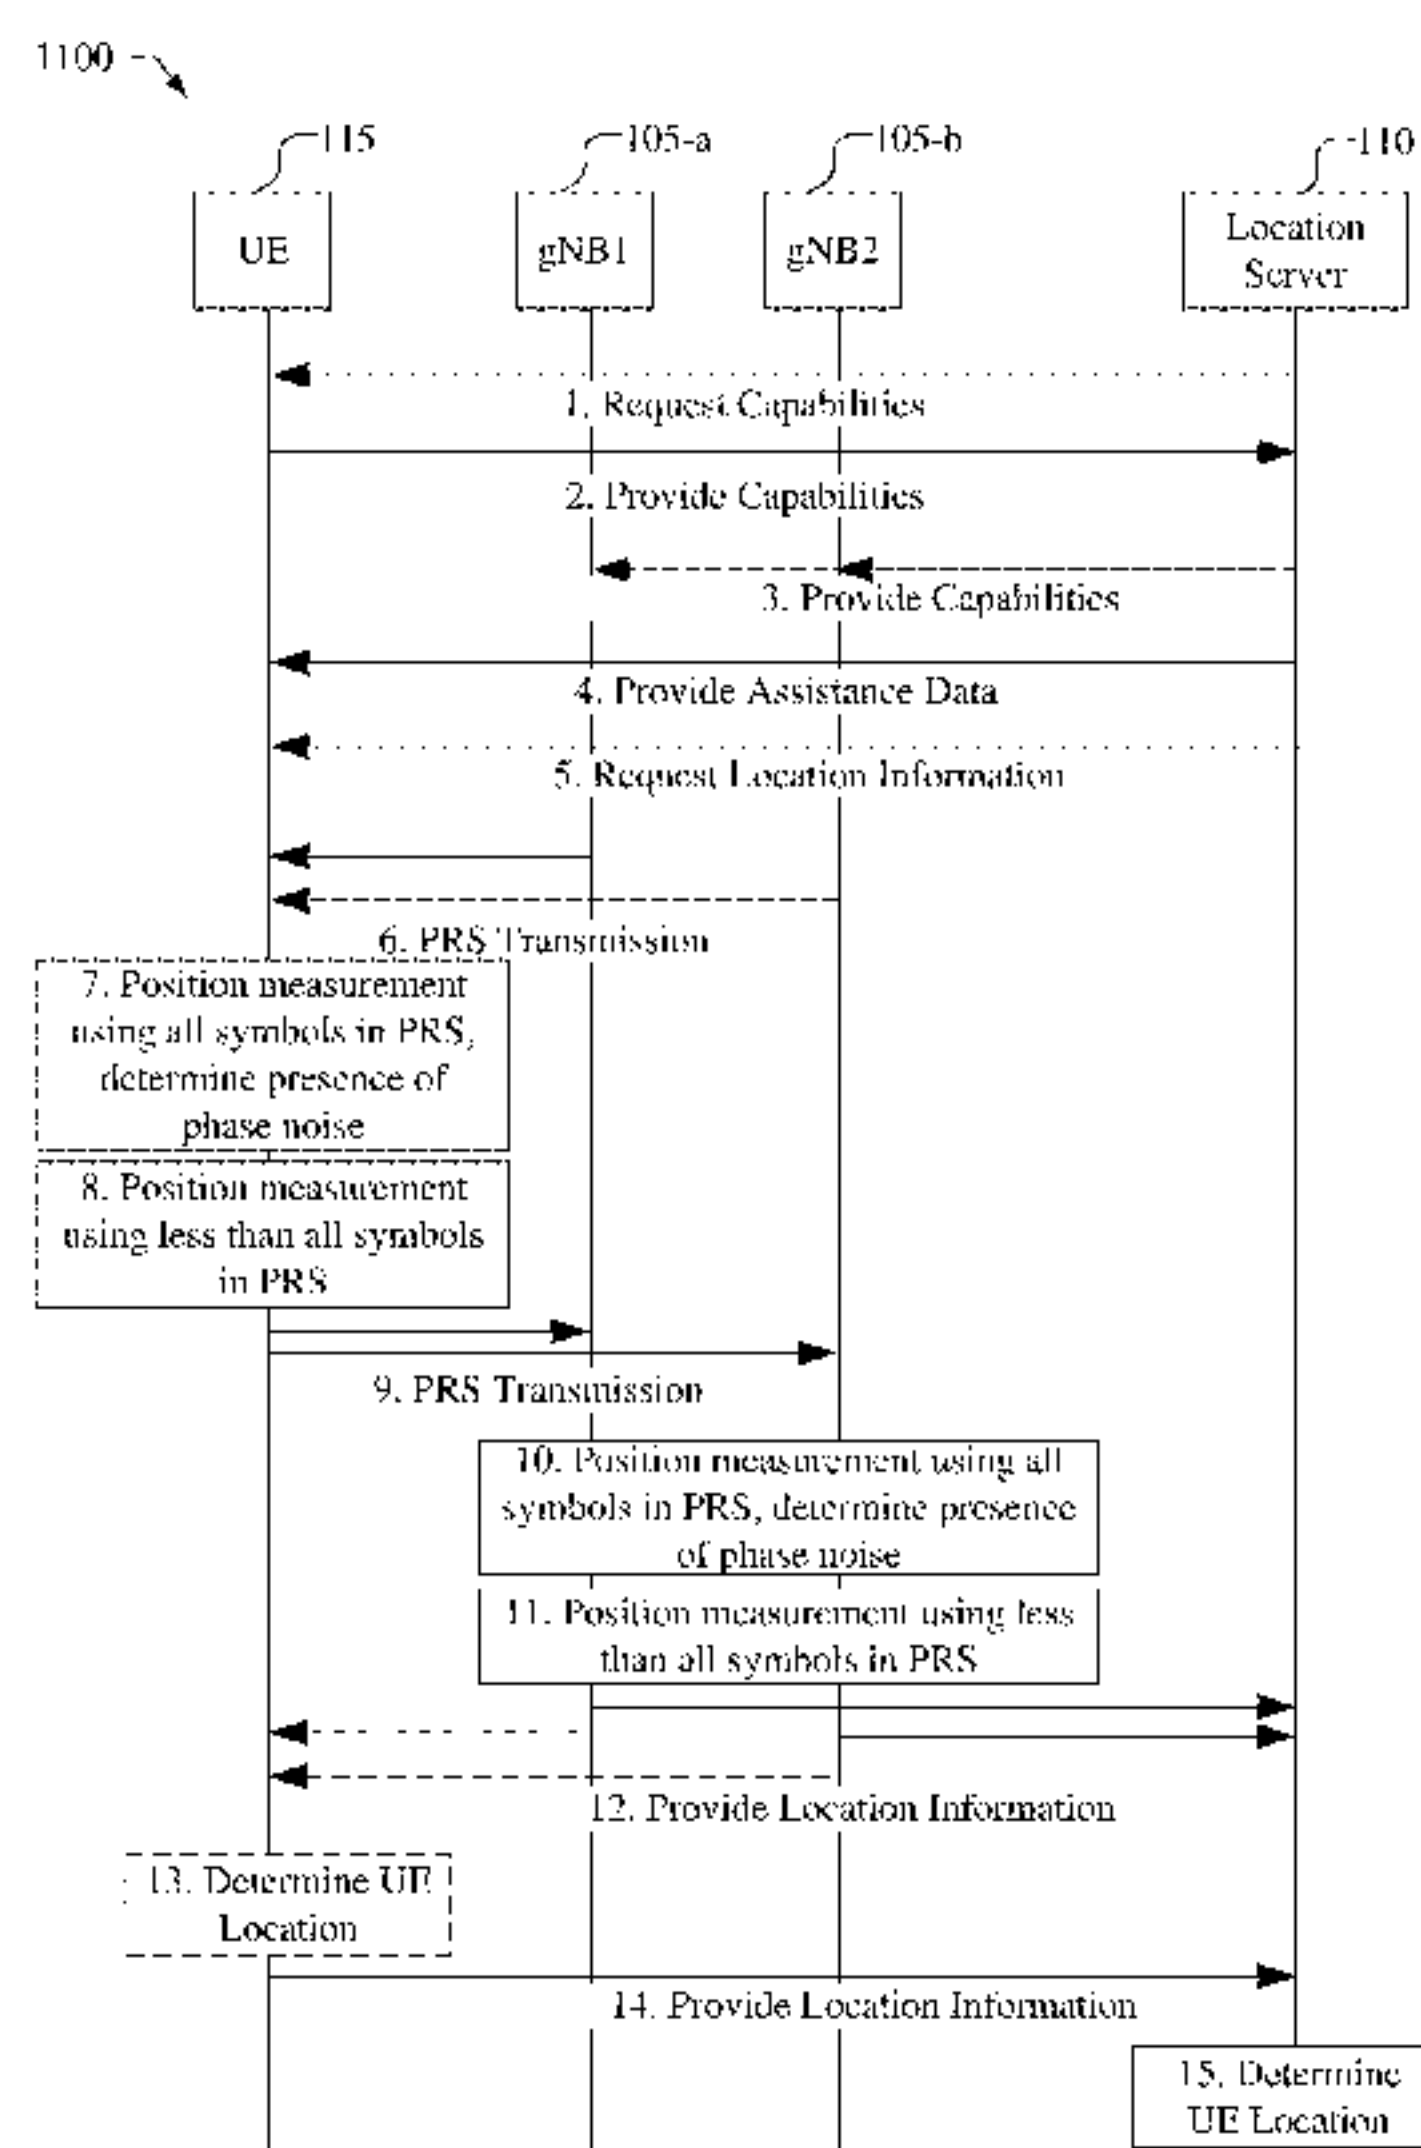 1100
115
105-a
105-b
110
UE
gNB1
gNB2
Location
Server
1. Request Capabilities
2. Provide Capabilities
3. Provide Capabilities
4. Provide Assistance Data
5. Request Location Information
6. PRS Transmission
7. Position measurement
using all symbols in PRS,
determine presence of
phase noise
8. Position measurement
using less than all symbols
in PRS
9. PRS Transmission
10. Position measurement using all
symbols in PRS, determine presence
of phase noise
11. Position measurement using less
than all symbols in PRS
12. Provide Location Information
13. Determine UE
Location
14. Provide Location Information
15. Determine
UE Location